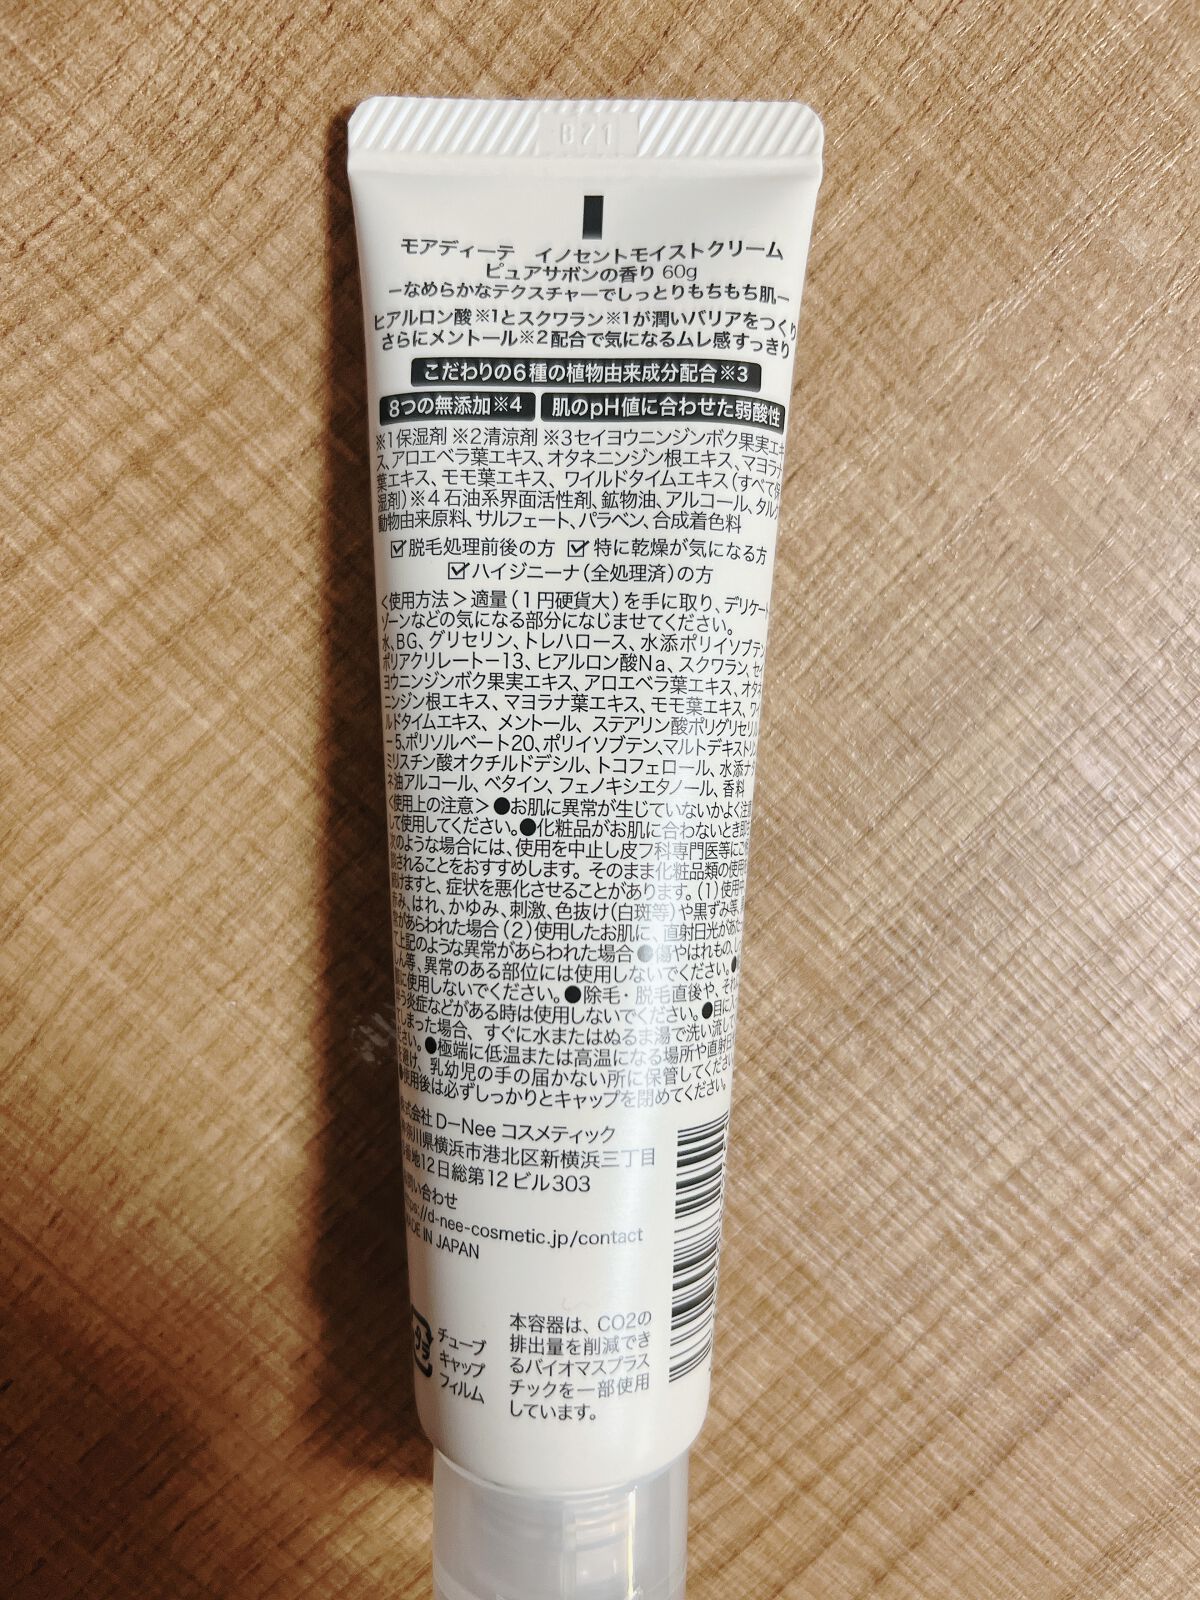 B71
モアディーテ イノセントモイストクリーム
ピュアサボンの香り 60g
ーなめらかなテクスチャーでしっとりもちもち肌ー
ヒアルロン酸※1とスクワラン※1が潤いバリアをつくり
さらにメントール※2配合で気になるムレ感すっきり
こだわりの6種の植物由来成分配合※3
8つの無添加※4 肌のpH値に合わせた弱酸性
※1保湿剤 ※2清涼剤 ※3セイヨウニンジンボク果実エキ
ス、アロエベラ葉エキス、オタネニンジン根エキス、マヨラナ
葉エキス、モモ葉エキス、ワイルドタイムエキス(すべて保
湿剤)※4石油系界面活性剤、鉱物油、アルコール、タルク
動物由来原料、サルフェート、パラベン、合成着色料
☑脱毛処理前後の方 ☑特に乾燥が気になる方
☑ハイジニーナ(全処理済)の方
<使用方法>適量(1円硬貨大)を手に取り、デリケート
ゾーンなどの気になる部分になじませてください。
水、BG、グリセリン、トレハロース、水添ポリイソブテン
ポリアクリレート−13、ヒアルロン酸Na、スクワラン、セイ
ヨウニンジンボク果実エキス、アロエベラ葉エキス、オタネ
ニンジン根エキス、マヨラナ葉エキス、モモ葉エキス、ワイ
ルドタイムエキス、メントール、ステアリン酸ポリグリセリル
−5、ポリソルベート20、ポリイソブテン、マルトデキストリン
ミリスチン酸オクチルドデシル、トコフェロール、水添ナタ
ネ油アルコール、ベタイン、フェノキシエタノール、香料
<使用上の注意>●お肌に異常が生じていないかよく注意
して使用してください。●化粧品がお肌に合わないとき即ち
次のような場合には、使用を中止し皮フ科専門医等にご相
談されることをおすすめします。そのまま化粧品類の使用を
続けますと、症状を悪化させることがあります。(1)使用中
赤み、はれ、かゆみ、刺激、色抜け(白斑等)や黒ずみ等、
常があらわれた場合(2)使用したお肌に、直射日光があたっ
て上記のような異常があらわれた場合●傷やはれもの、しっ
しん等、異常のある部位には使用しないでください。●
に使用しないでください。●除毛・脱毛直後や、それに
伴う炎症などがある時は使用しないでください。●目に入っ
てしまった場合、すぐに水またはぬるま湯で洗い流して
ださい。●極端に低温または高温になる場所や直射日
を避け、乳幼児の手の届かない所に保管してください
●使用後は必ずしっかりとキャップを閉めてください。
株式会社 D−Nee コスメティック
奈川県横浜市港北区新横浜三丁目
番地12日総第12ビル303
お問い合わせ
https://d-nee-cosmetic.jp/contact
MADE IN JAPAN
プラ
チューブ
キャップ
フィルム
本容器は、CO2の
排出量を削減でき
るバイオマスプラス
チックを一部使用
しています。